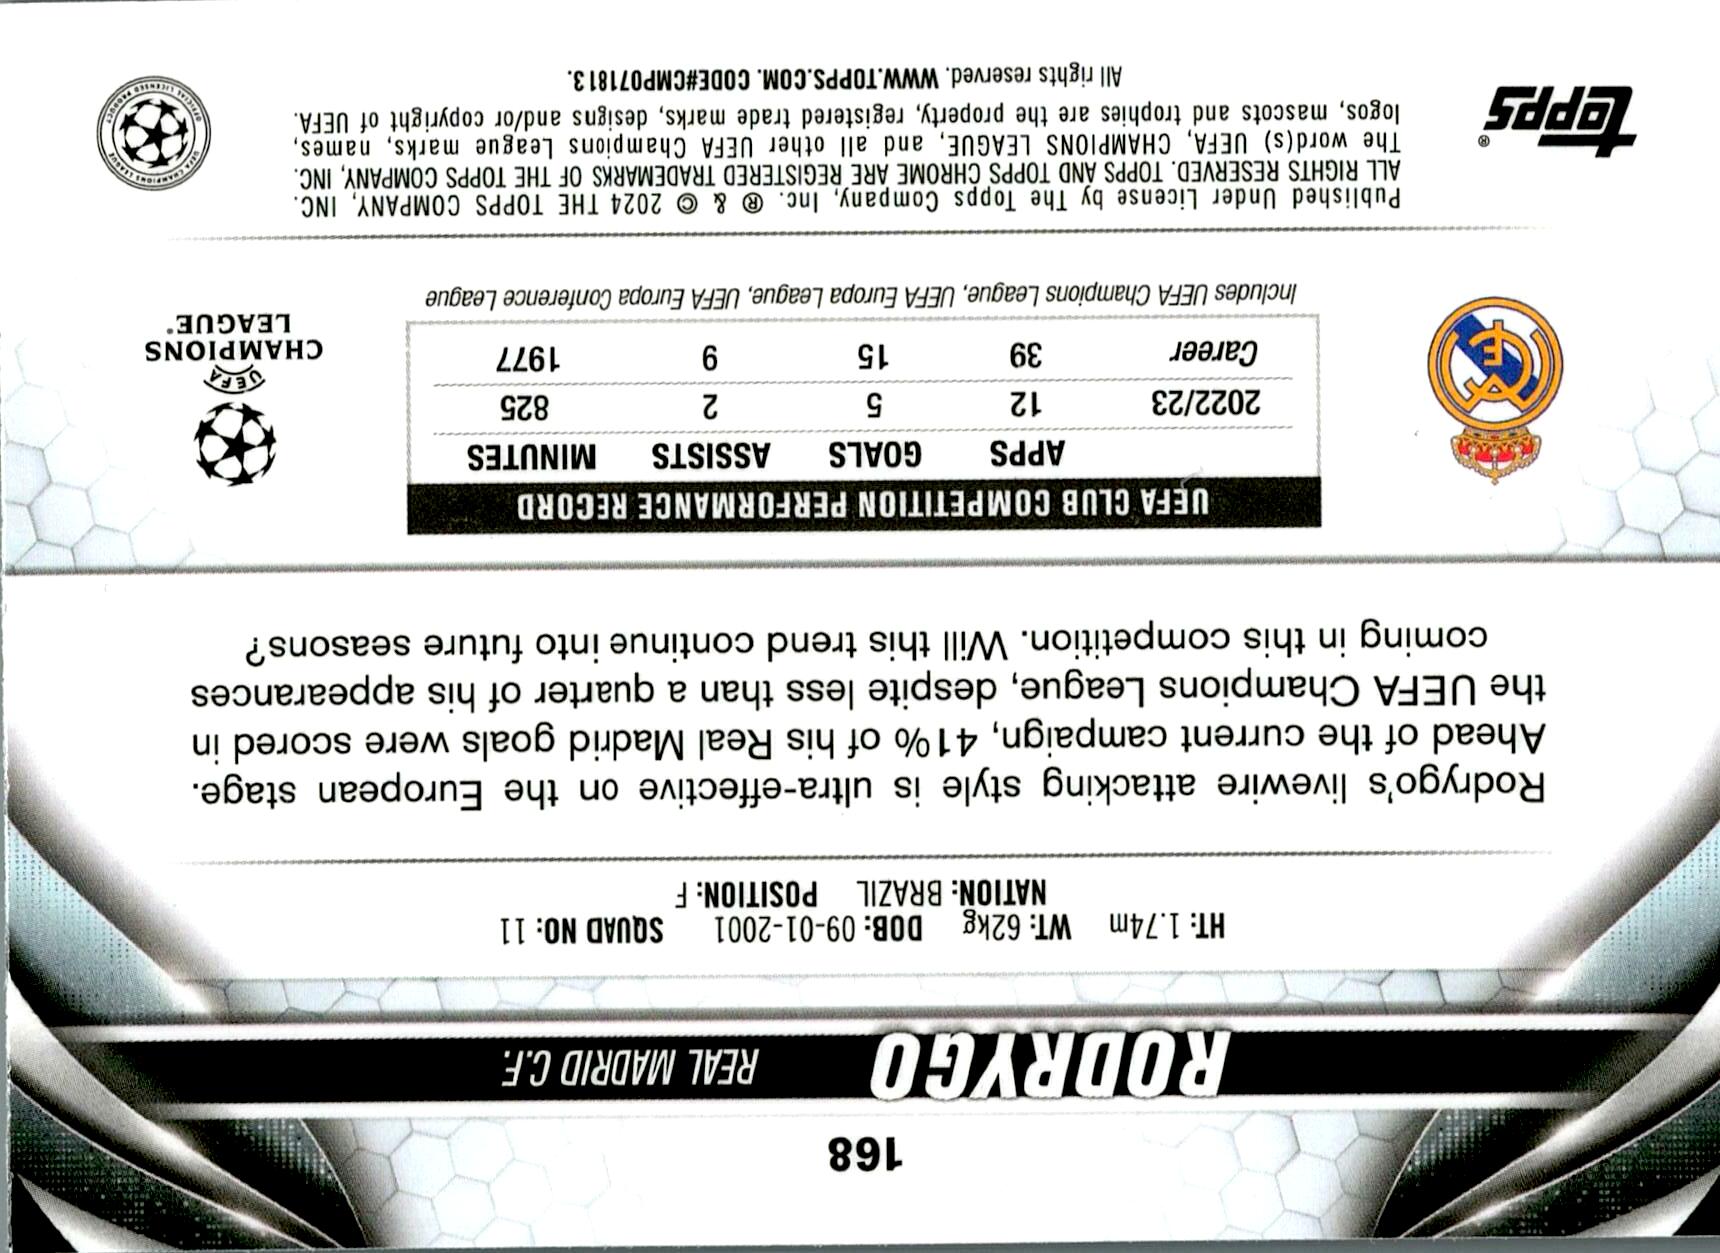 168
RODRYGO REAL MADRID C.F.
HT: 1.74m WT: 62kg DOB: 09-01-2001 SQUAD NO: 11
NATION: BRAZIL POSITION: F
Rodrygo's livewire attacking style is ultra-effective on the European stage.
Ahead of the current campaign, 41% of his Real Madrid goals were scored in
the UEFA Champions League, despite less than a quarter of his appearances
coming in this competition. Will this trend continue into future seasons?
UEFA CLUB COMPETITION PERFORMANCE RECORD
APPS GOALS ASSISTS MINUTES
2022/23 12 5 2 825
Career 39 15 9 1977
Includes UEFA Champions League, UEFA Europa League, UEFA Europa Conference League
UEFA
CHAMPIONS
LEAGUE®
Published Under License by The Topps Company, Inc. ® & © 2024 THE TOPPS COMPANY, INC.
ALL RIGHTS RESERVED. TOPPS AND TOPPS CHROME ARE REGISTERED TRADEMARKS OF THE TOPPS COMPANY, INC.
The word(s) UEFA, CHAMPIONS LEAGUE, and all other UEFA Champions League marks, names,
logos, mascots and trophies are the property, registered trade marks, designs and/or copyright of UEFA.
All rights reserved. WWW.TOPPS.COM. CODE#CMP071813.
topps®
UEFA CHAMPIONS LEAGUE
OFFICIAL LICENSED PRODUCT